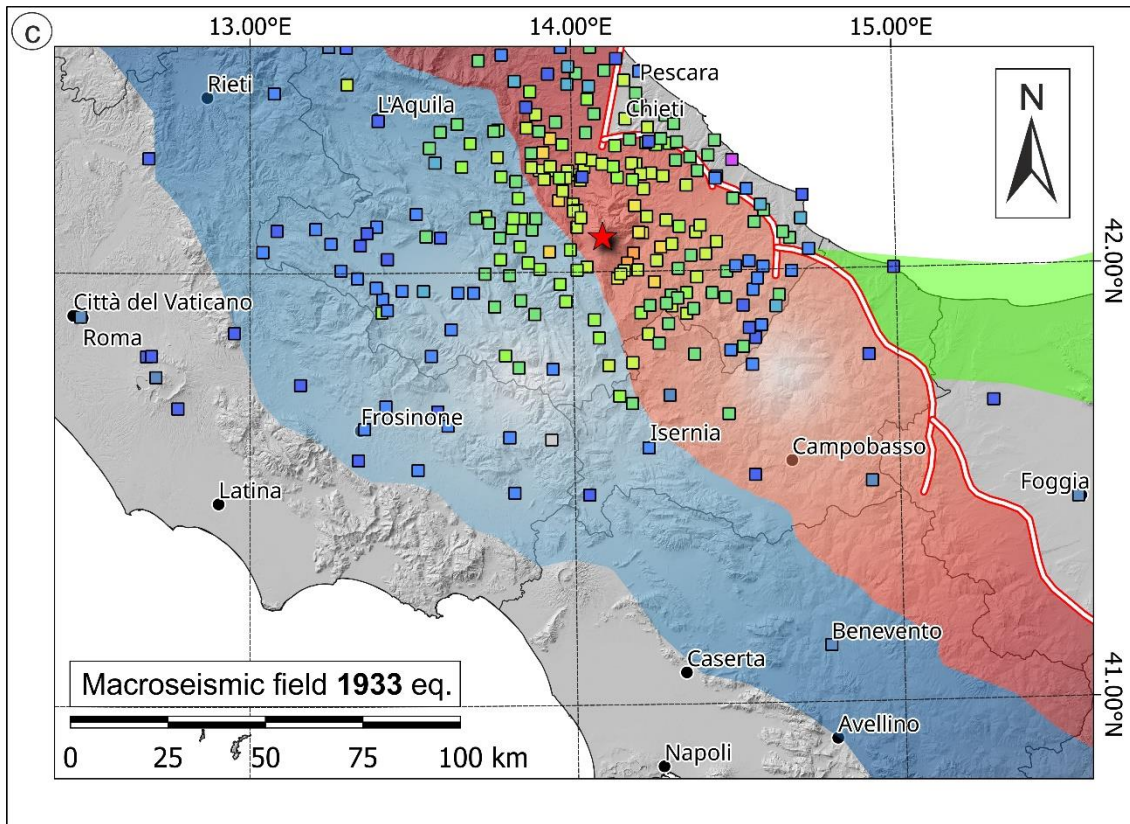 c
13.00°E 14.00°E 15.00°E
Rieti
L'Aquila
Pescara
Chieti
N
42.00°N
Città del Vaticano
Roma
Frosinone
Isernia
Campobasso
Latina
Foggia
Benevento
Caserta
41.00°N
Avellino
Napoli
Macroseismic field 1933 eq.
0 25 50 75 100 km